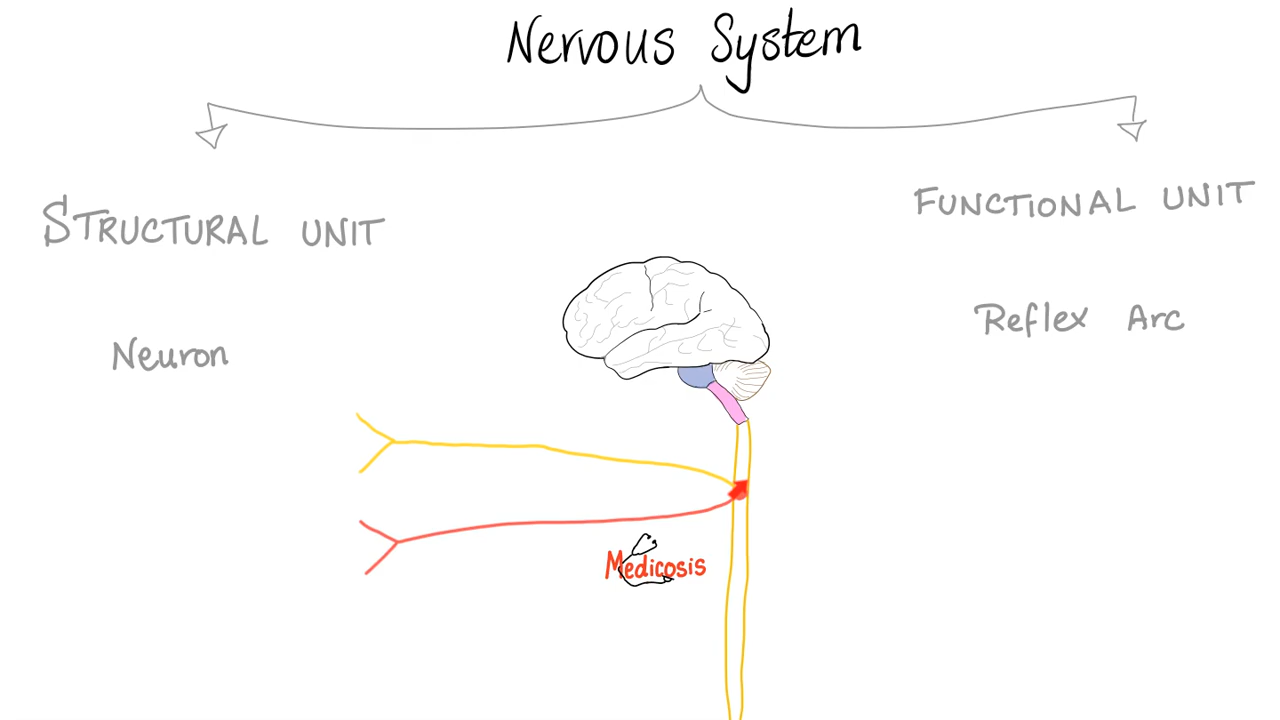 Nervous System
STRUCTURAL UNIT
FUNCTIONAL UNIT
Neuron
Reflex Arc
Medicosis